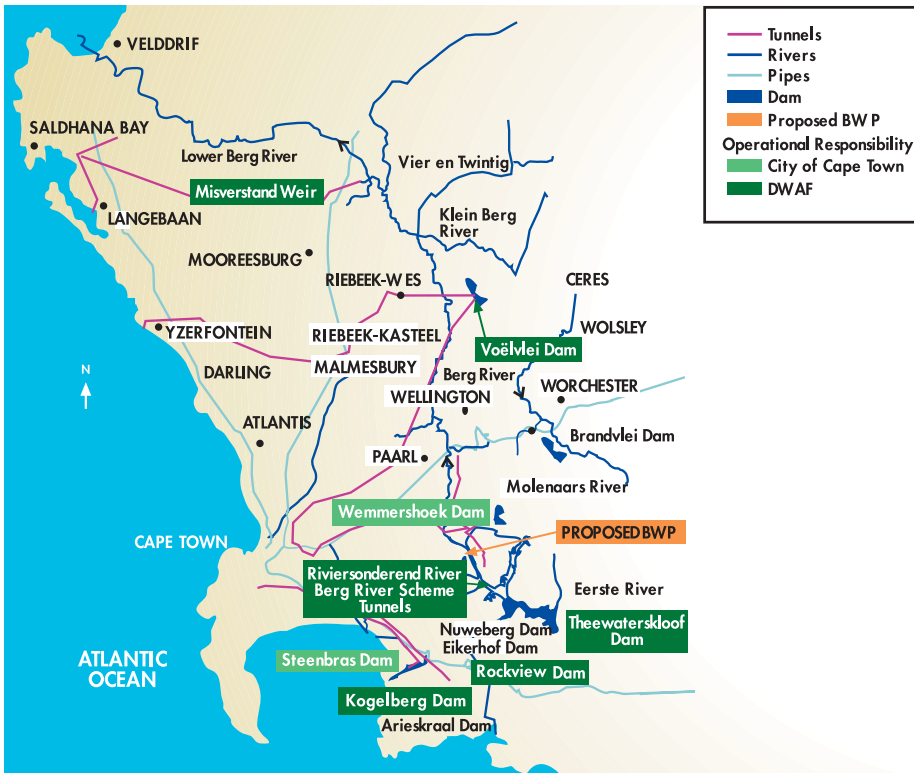 VELDDRIF
SALDHANA BAY
Lower Berg River
Vier en Twintig
Misverstand Weir
LANGEBAAN
Klein Berg
River
MOOREESBURG
RIEBEEK-WES
CERES
YZERFONTEIN
RIEBEEK-KASTEEL
WOLSLEY
Voëlvlei Dam
MALMESBURY
DARLING
Berg River
WORCHESTER
WELLINGTON
N
ATLANTIS
Brandvlei Dam
PAARL
Molenaars River
Wemmershoek Dam
PROPOSEDBWP
CAPE TOWN
Riviersonderend River
Berg River Scheme
Tunnels
Eerste River
Theewaterskloof
Dam
Nuweberg Dam
Eikerhof Dam
ATLANTIC
OCEAN
Steenbras Dam
Rockview Dam
Kogelberg Dam
Arieskraal Dam
Tunnels
Rivers
Pipes
Dam
Proposed BWP
Operational Responsibility
City of Cape Town
DWAF